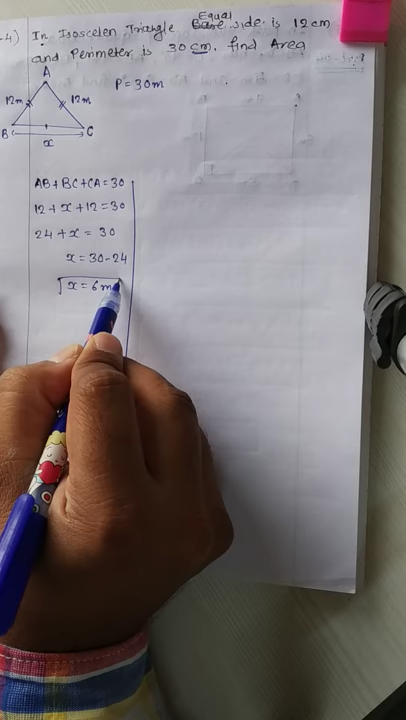 -4) In Isoscelen Triangle Equal side is 12 cm
and Perimeter is 30 cm. find Area
A
12m 12m
B C
x
P = 30m
AB + BC + CA = 30
12 + x + 12 = 30
24 + x = 30
x = 30 - 24
x = 6m